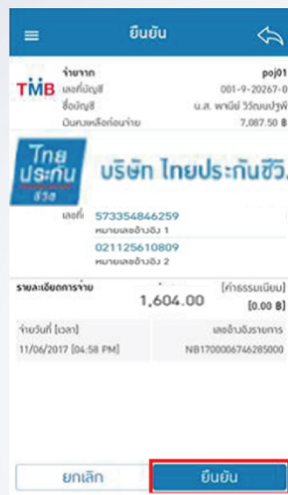 ยืนยัน
จ่ายจาก poj01
TMB เลขที่บัญชี 001-9-20267-0
ชื่อบัญชี น.ส. พาณีย์
เงินคงเหลือก่อนจ่าย 7,087.50 ฿
ไทยประกันชีวิต
บริษัท ไทยประกันชีวิ.
เลขที่ 573354846259
หมายเลขอ้างอิง 1
021125610809
หมายเลขอ้างอิง 2
รายละเอียดการจ่าย [ค่าธรรมเนียม]
1,604.00 [0.00 ฿]
จ่ายวันที่ [เวลา] เลขอ้างอิงรายการ
11/06/2017 [04:58 PM] NB1700006746285000
ยกเลิก ยืนยัน